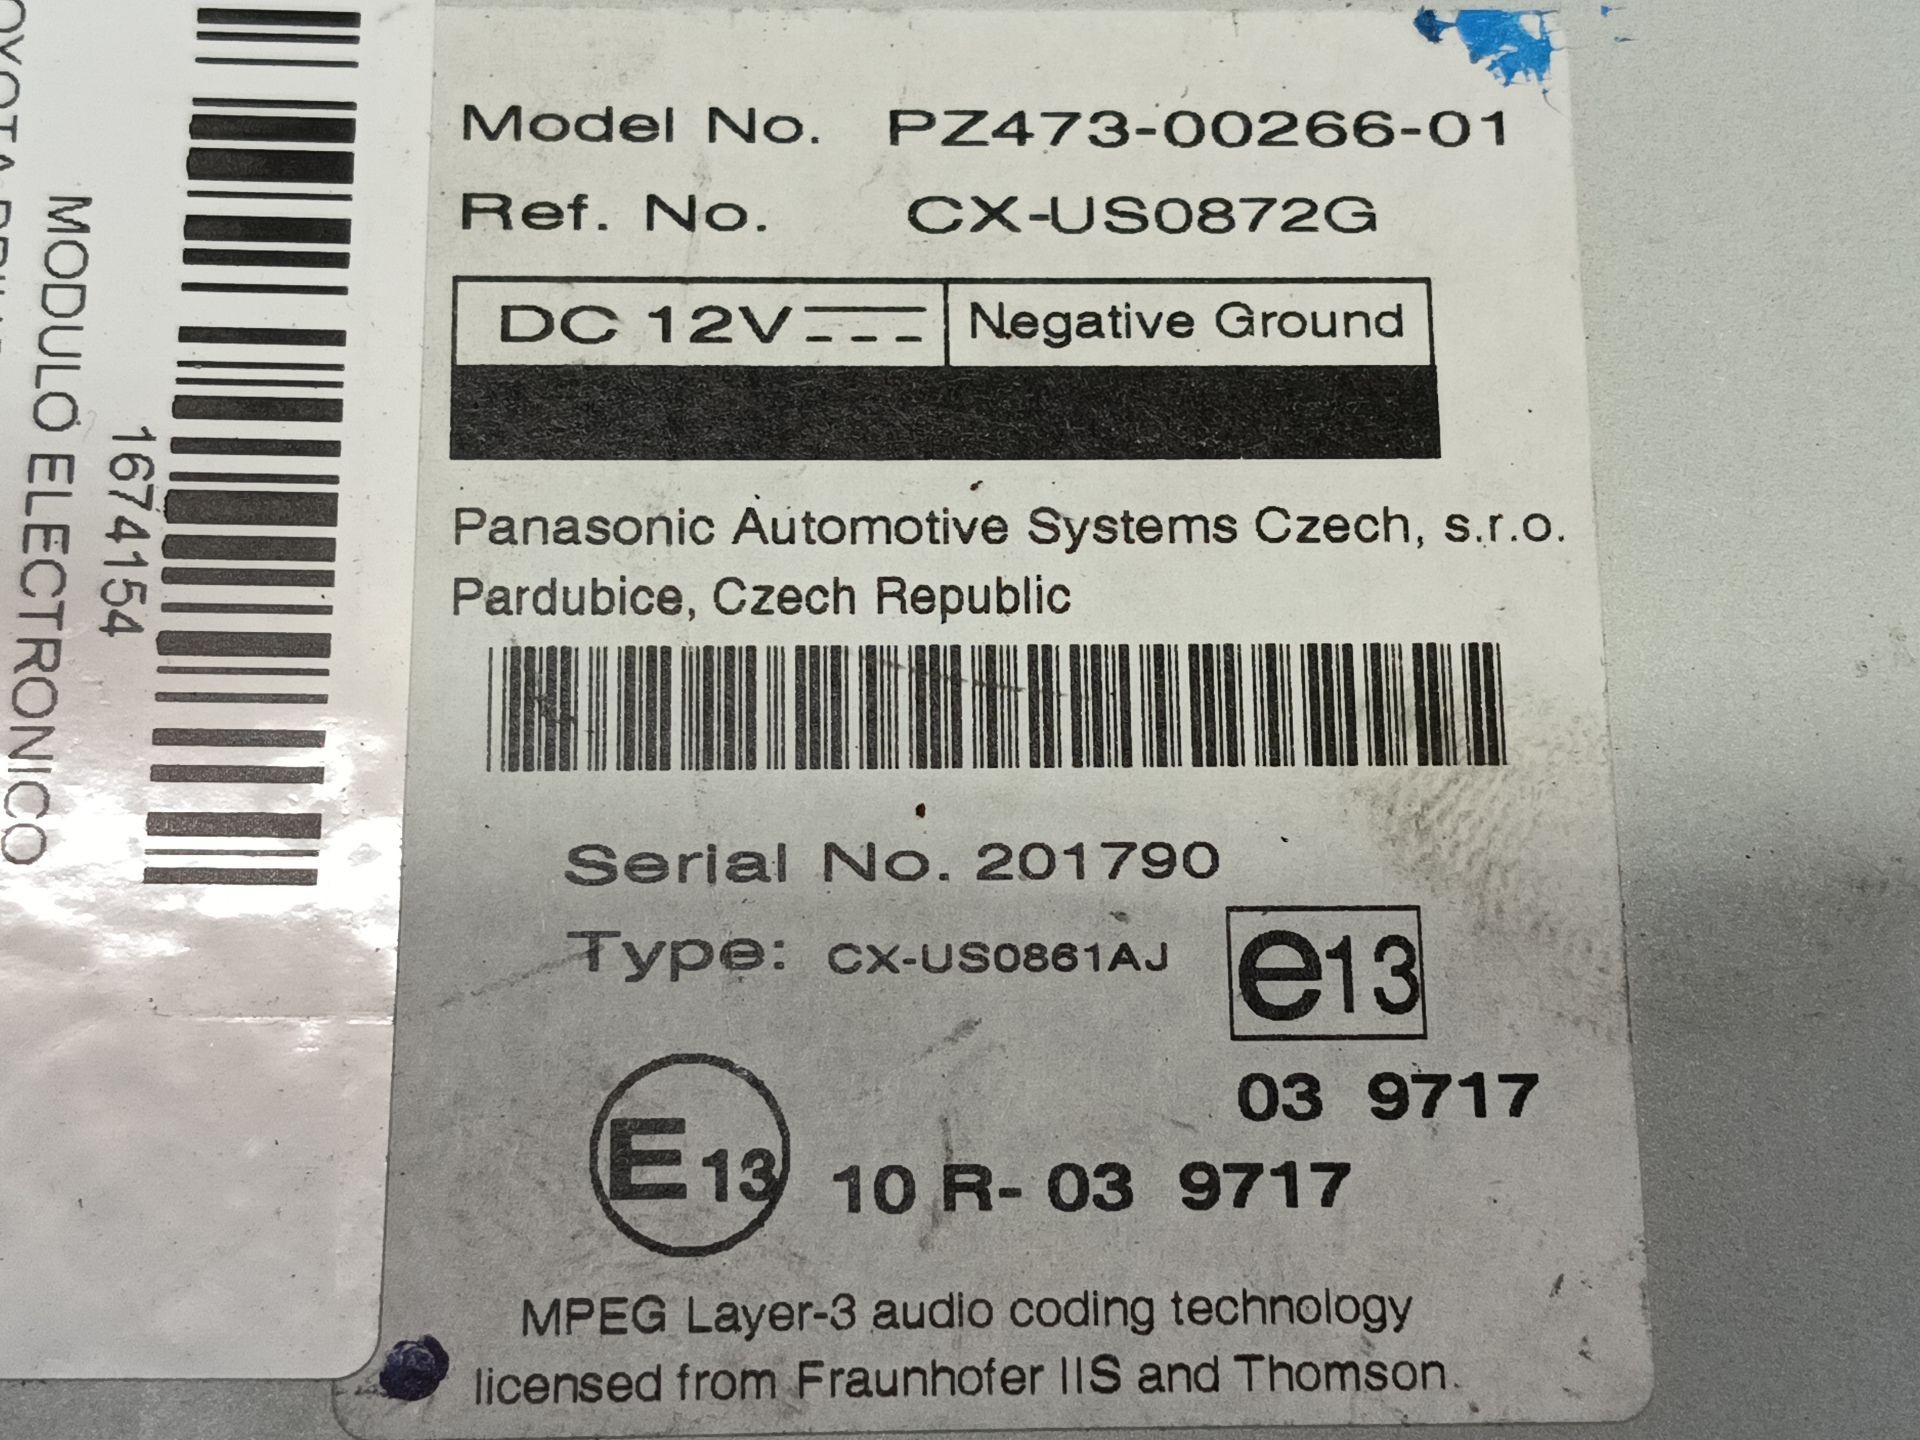 Model No. PZ473-00266-01
Ref. No. CX-US0872G
DC 12V Negative Ground
Panasonic Automotive Systems Czech, s.r.o.
Pardubice, Czech Republic
Serial No. 201790
Type: CX-US0861AJ
e13
03 9717
E13 10 R- 03 9717
MPEG Layer-3 audio coding technology
licensed from Fraunhofer IIS and Thomson.
1674154
MODULO ELECTRONICO